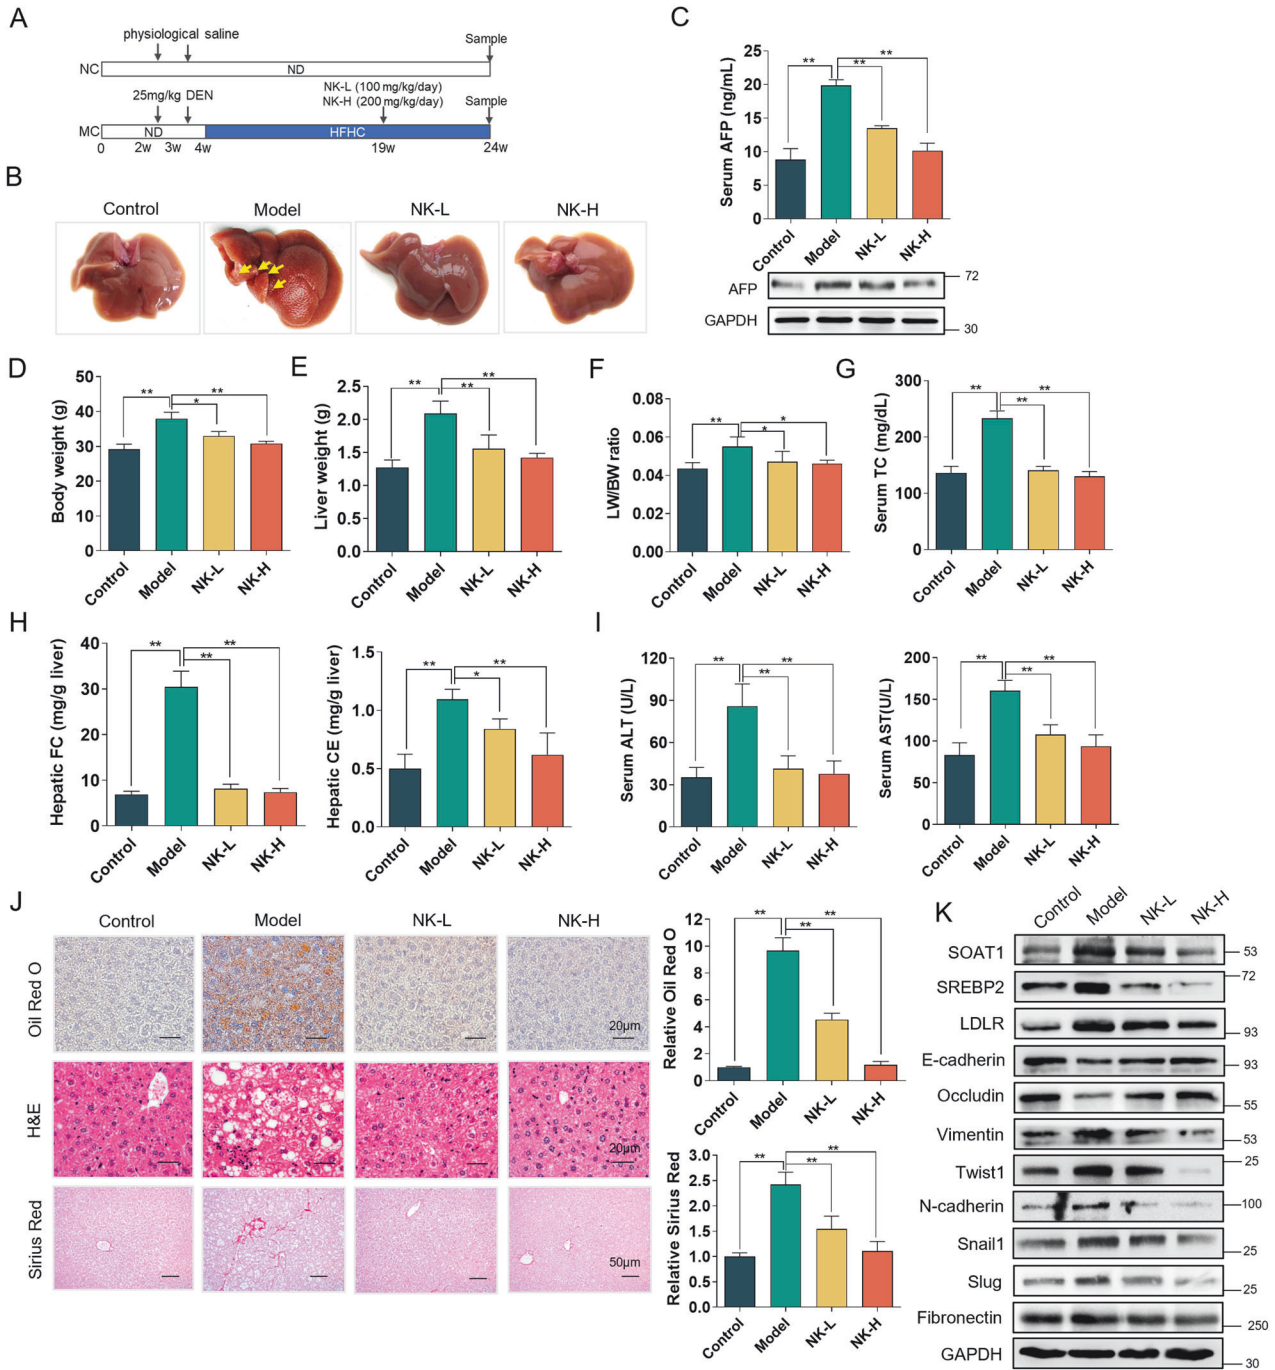 A
physiological saline
Sample
NC
ND
NK-L (100 mg/kg/day)
25mg/kg DEN
NK-H (200 mg/kg/day)
Sample
MC
ND
HFHC
0
2w
3w
4w
19w
24w
B
Control
Model
NK-L
NK-H
C
Serum AFP (ng/mL)
25
20
15
10
5
0
**
**
**
Control
Model
NK-L
NK-H
AFP
72
GAPDH
30
D
Body weight (g)
50
40
30
20
10
0
**
**
*
Control
Model
NK-L
NK-H
E
Liver weight (g)
2.5
2.0
1.5
1.0
0.5
0.0
**
**
**
Control
Model
NK-L
NK-H
F
LW/BW ratio
0.08
0.06
0.04
0.02
0.00
**
*
*
Control
Model
NK-L
NK-H
G
Serum TC (mg/dL)
300
200
100
0
**
**
**
Control
Model
NK-L
NK-H
H
Hepatic FC (mg/g liver)
40
30
20
10
0
**
**
**
Control
Model
NK-L
NK-H
Hepatic CE (mg/g liver)
1.5
1.0
0.5
0.0
**
**
*
Control
Model
NK-L
NK-H
I
Serum ALT (U/L)
120
90
60
30
0
**
**
**
Control
Model
NK-L
NK-H
Serum AST(U/L)
200
150
100
50
0
**
**
**
Control
Model
NK-L
NK-H
J
Control
Model
NK-L
NK-H
Oil Red O
20μm
H&E
20μm
Sirius Red
50μm
Relative Oil Red O
12
10
8
6
4
2
0
**
**
**
Control
Model
NK-L
NK-H
Relative Sirius Red
3.0
2.5
2.0
1.5
1.0
0.5
0.0
**
**
**
Control
Model
NK-L
NK-H
K
Control
Model
NK-L
NK-H
SOAT1
53
SREBP2
72
LDLR
93
E-cadherin
93
Occludin
55
Vimentin
53
Twist1
25
N-cadherin
100
Snail1
25
Slug
25
Fibronectin
250
GAPDH
30